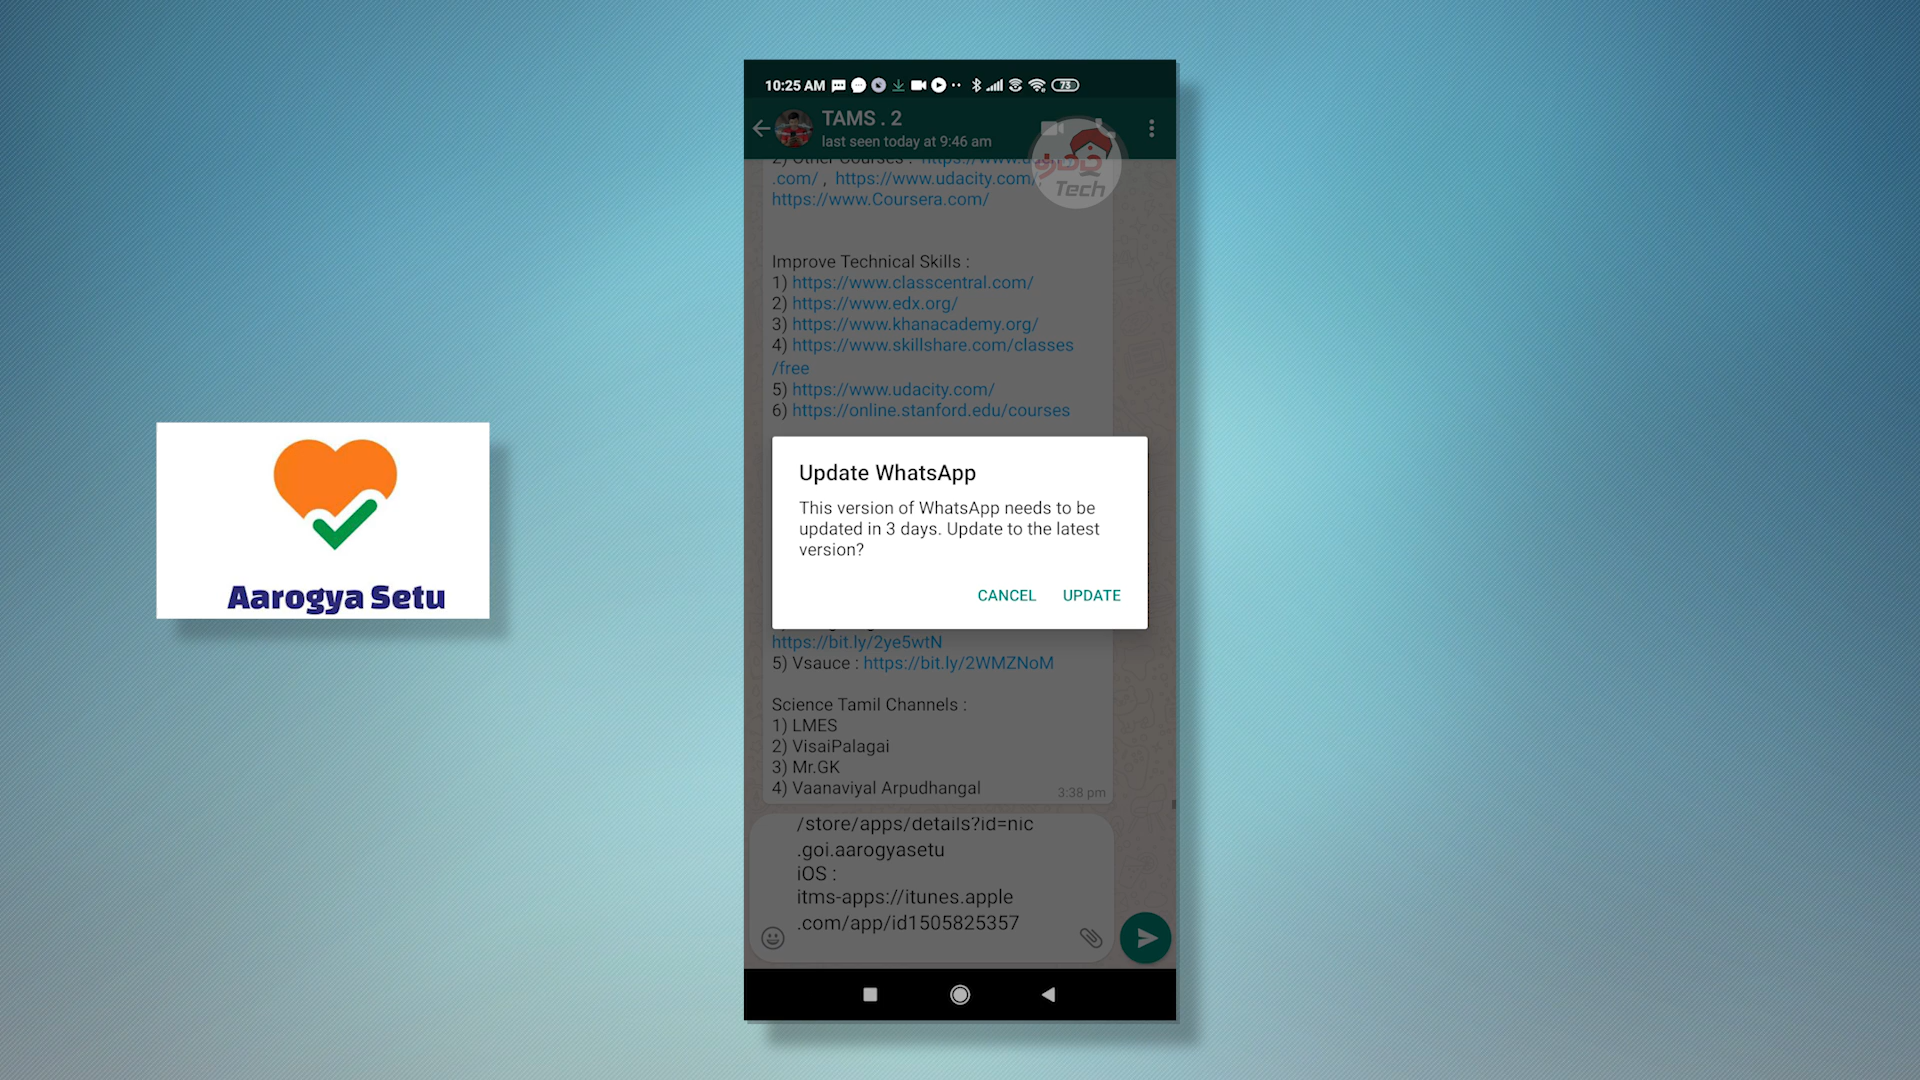 10:25 AM
73
TAMS . 2
last seen today at 9:46 am
தமிழ்
Tech
2) Other Courses :
.com/ , https://www.udacity.com/,
https://www.Coursera.com/
Improve Technical Skills :
1) https://www.classcentral.com/
2) https://www.edx.org/
3) https://www.khanacademy.org/
4) https://www.skillshare.com/classes
/free
5) https://www.udacity.com/
6) https://online.stanford.edu/courses
Aarogya Setu
Update WhatsApp
This version of WhatsApp needs to be
updated in 3 days. Update to the latest
version?
CANCEL UPDATE
https://bit.ly/2ye5wtN
5) Vsauce : https://bit.ly/2WMZNoM
Science Tamil Channels :
1) LMES
2) VisaiPalagai
3) Mr.GK
4) Vaanaviyal Arpudhangal
3:38 pm
/store/apps/details?id=nic
.goi.aarogyasetu
iOS :
itms-apps://itunes.apple
.com/app/id1505825357